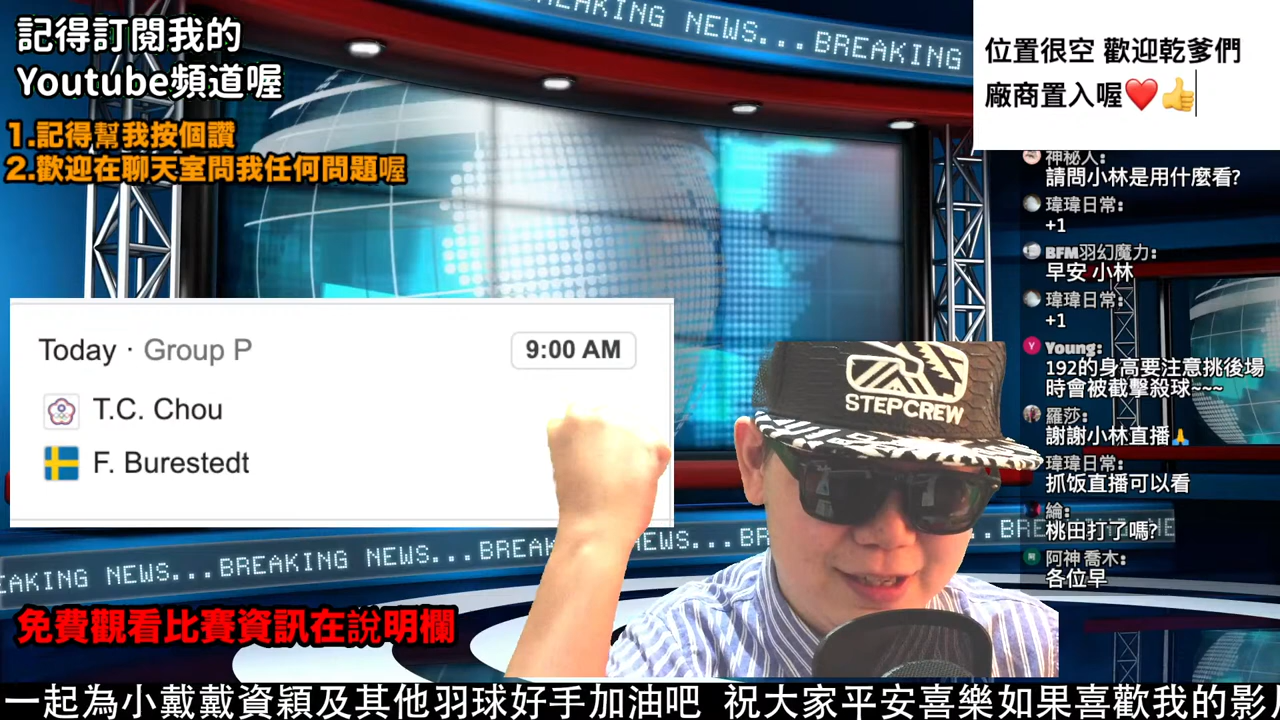 記得訂閱我的
Youtube頻道喔
1.記得幫我按個讚
2.歡迎在聊天室問我任何問題喔
BREAKING NEWS...BREAKING
位置很空 歡迎乾爹們
廠商置入喔❤️👍
神秘人:
請問小林是用什麼看?
瑋瑋日常:
+1
BFM羽幻魔力:
早安 小林
瑋瑋日常:
+1
Y Young:
192的身高要注意挑後場
時會被截擊殺球~~~
羅莎:
謝謝小林直播🙏
瑋瑋日常:
抓饭直播可以看
綸:
桃田打了嗎?
阿神 喬木:
各位早
Today · Group P
9:00 AM
T.C. Chou
F. Burestedt
STEPCREW
EAKING NEWS...BREAKING NEWS...BREAK NEWS...BR
免費觀看比賽資訊在說明欄
一起為小戴戴資穎及其他羽球好手加油吧 祝大家平安喜樂如果喜歡我的影片